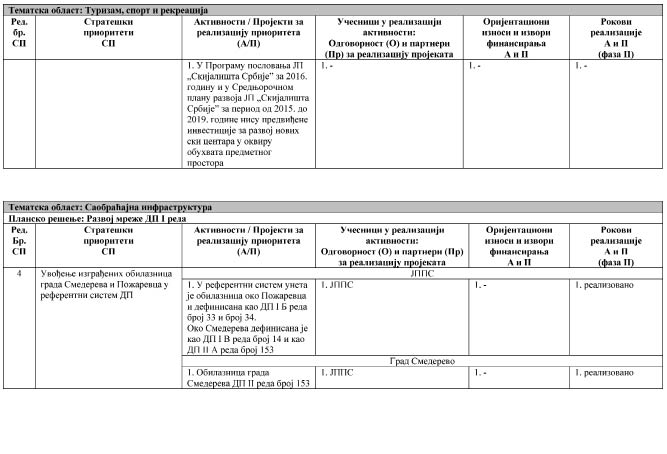 Тематска област: Туризам, спорт и рекреација
Ред. бр. СП
Стратешки приоритети СП
Активности / Пројекти за реализацију приоритета (А/П)
Учесници у реализацији активности: Одговорност (О) и партнери (Пр) за реализацију пројеката
Оријентациони износи и извори финансирања А и П
Рокови реализације А и П (фаза II)
1. У Програму пословања ЈП
„Скијалишта Србије” за 2016.
годину и у Средњорочном
плану развоја ЈП „Скијалишта
Србије” за период од 2015. до
2019. године нису предвиђене
инвестиције за развој нових
ски центара у оквиру
обухвата предметног
простора
1. -
1. -
1. -
Тематска област: Саобраћајна инфраструктура
Планско решење: Развој мреже ДП I реда
Ред. Бр. СП
Стратешки приоритети СП
Активности / Пројекти за реализацију приоритета (А/П)
Учесници у реализацији активности: Одговорност (О) и партнери (Пр) за реализацију пројеката
Оријентациони износи и извори финансирања А и П
Рокови реализације А и П (фаза II)
4
Увођење изграђених обилазница
града Смедерева и Пожаревца у
референтни систем ДП
ЈППС
1. У референтни систем унета
је обилазница око Пожаревца
и дефинисана као ДП I Б реда
број 33 и број 34.
Око Смедерева дефинисана је
као ДП I В реда број 14 и као
ДП II А реда број 153
1. ЈППС
1. -
1. реализовано
Град Смедерево
1. Обилазница града
Смедерева ДП II реда број 153
1. ЈППС
1. -
1. реализовано